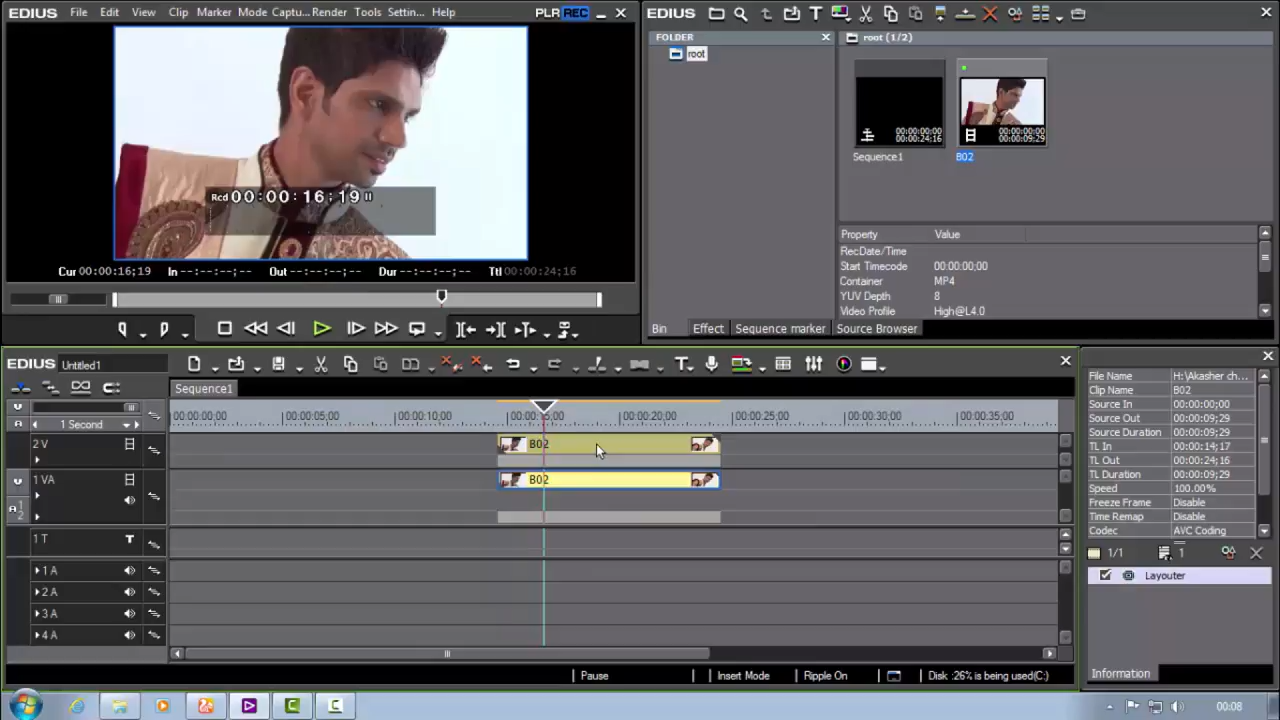 EDIUS File Edit View Clip Marker Mode Captu... Render Tools Settin... Help PLR REC
Rcd 00:00:16;19
Cur 00:00:16;19 In --:--:--;-- Out --:--:--;-- Dur --:--:--;-- Ttl 00:00:24;16
EDIUS
FOLDER
root
root (1/2)
00:00:00;00
00:00:24;16
Sequence1
00:00:00;00
00:00:09;29
B02
Property Value
RecDate/Time
Start Timecode 00:00:00;00
Container MP4
YUV Depth 8
Video Profile High@L4.0
Bin Effect Sequence marker Source Browser
EDIUS Untitled1
Sequence1
1 Second
00:00:00;00 00:00:05;00 00:00:10;00 00:00:15;00 00:00:20;00 00:00:25;00 00:00:30;00 00:00:35;00
2 V
B02
1 VA
B02
1
2
1 T T
1 A
2 A
3 A
4 A
Pause Insert Mode Ripple On Disk :26% is being used(C:)
File Name H:\Akasher ch...
Clip Name B02
Source In 00:00:00;00
Source Out 00:00:09;29
Source Duration 00:00:09;29
TL In 00:00:14;17
TL Out 00:00:24;16
TL Duration 00:00:09;29
Speed 100.00%
Freeze Frame Disable
Time Remap Disable
Codec AVC Coding
1/1 1
Layouter
Information
00:08